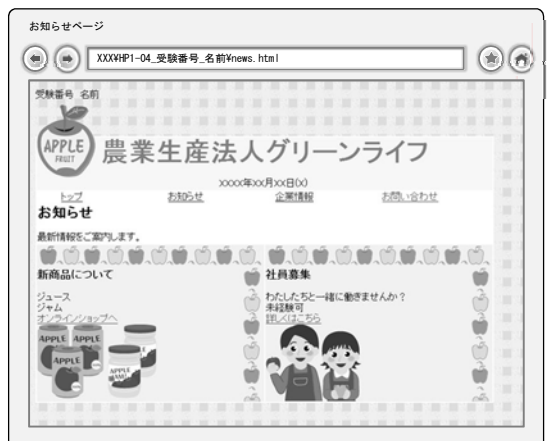 お知らせページ
XXX¥HP1-04_受験番号_名前¥news.html
受験番号 名前
APPLE
FRUIT
農業生産法人グリーンライフ
xxxx年xx月xx日(x)
トップ お知らせ 企業情報 お問い合わせ
お知らせ
最新情報をご案内します。
新商品について
ジュース
ジャム
オンラインショップへ
APPLE APPLE
APPLE
APPLE
JAM
社員募集
わたしたちと一緒に働きませんか？
未経験可
詳しくはこちら